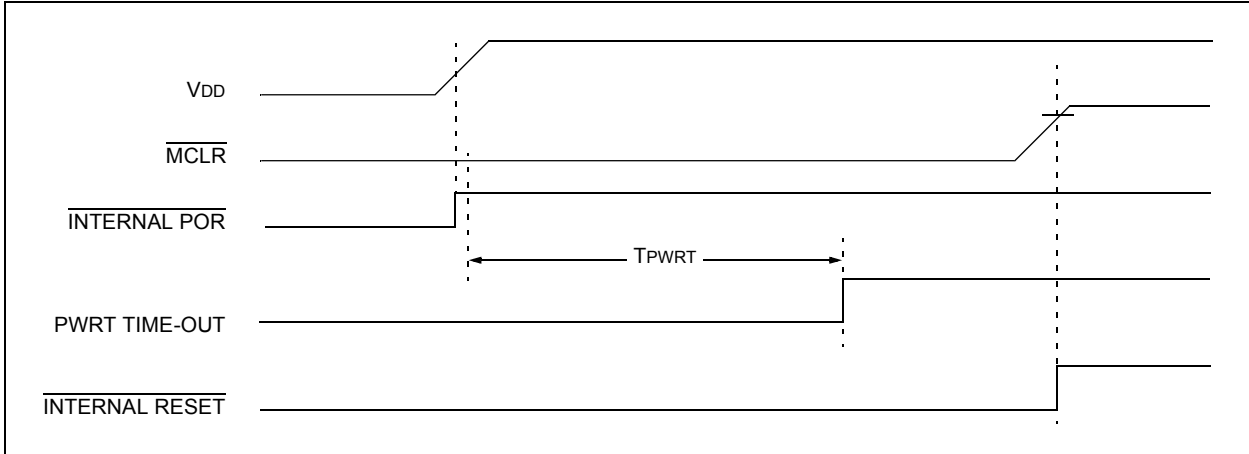 VDD
MCLR
INTERNAL POR
TPWRT
PWRT TIME-OUT
INTERNAL RESET